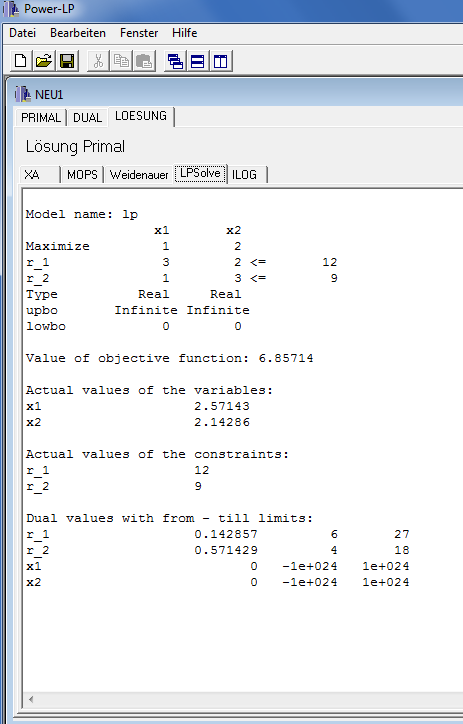 Power-LP
Datei Bearbeiten Fenster Hilfe
NEU1
PRIMAL DUAL LOESUNG
Lösung Primal
XA MOPS Weidenauer LPSolve ILOG
Model name: lp
x1 x2
Maximize 1 2
r_1 3 2 <= 12
r_2 1 3 <= 9
Type Real Real
upbo Infinite Infinite
lowbo 0 0
Value of objective function: 6.85714
Actual values of the variables:
x1 2.57143
x2 2.14286
Actual values of the constraints:
r_1 12
r_2 9
Dual values with from - till limits:
r_1 0.142857 6 27
r_2 0.571429 4 18
x1 0 -1e+024 1e+024
x2 0 -1e+024 1e+024